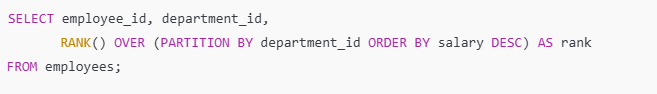 SELECT employee_id, department_id,
       RANK() OVER (PARTITION BY department_id ORDER BY salary DESC) AS rank
FROM employees;